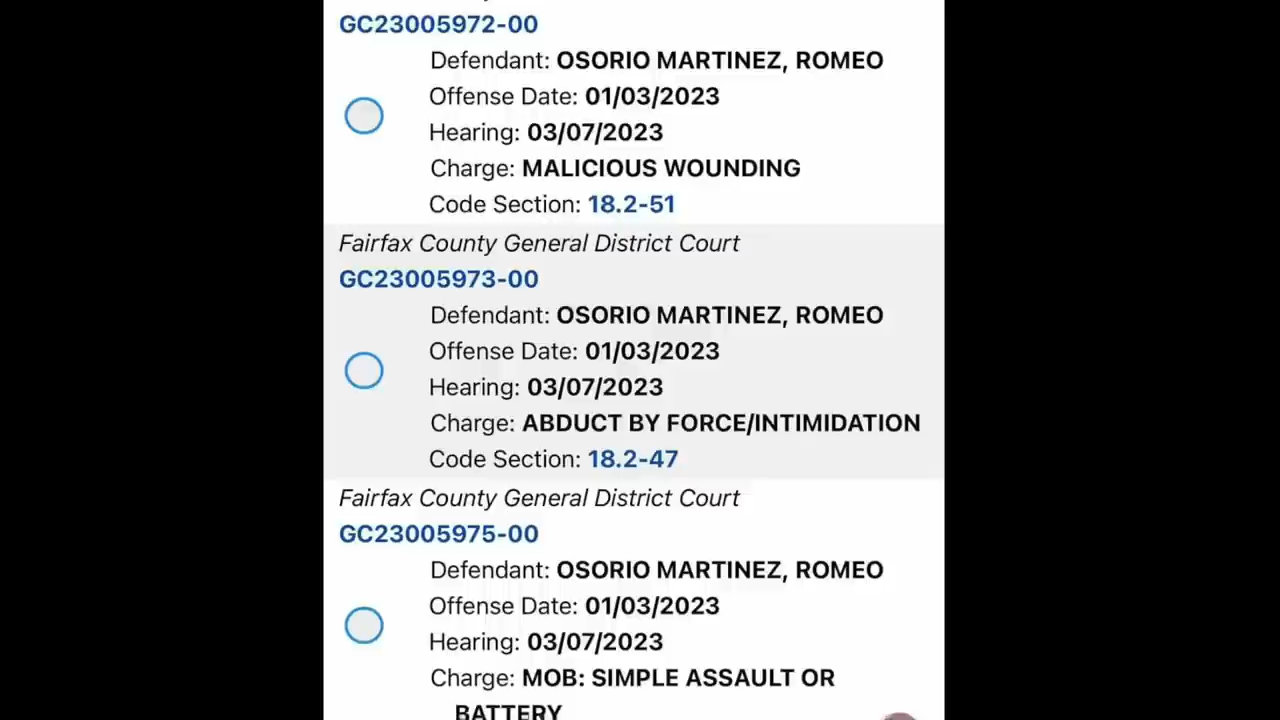 GC23005972-00
Defendant: OSORIO MARTINEZ, ROMEO
Offense Date: 01/03/2023
Hearing: 03/07/2023
Charge: MALICIOUS WOUNDING
Code Section: 18.2-51
Fairfax County General District Court
GC23005973-00
Defendant: OSORIO MARTINEZ, ROMEO
Offense Date: 01/03/2023
Hearing: 03/07/2023
Charge: ABDUCT BY FORCE/INTIMIDATION
Code Section: 18.2-47
Fairfax County General District Court
GC23005975-00
Defendant: OSORIO MARTINEZ, ROMEO
Offense Date: 01/03/2023
Hearing: 03/07/2023
Charge: MOB: SIMPLE ASSAULT OR
BATTERY